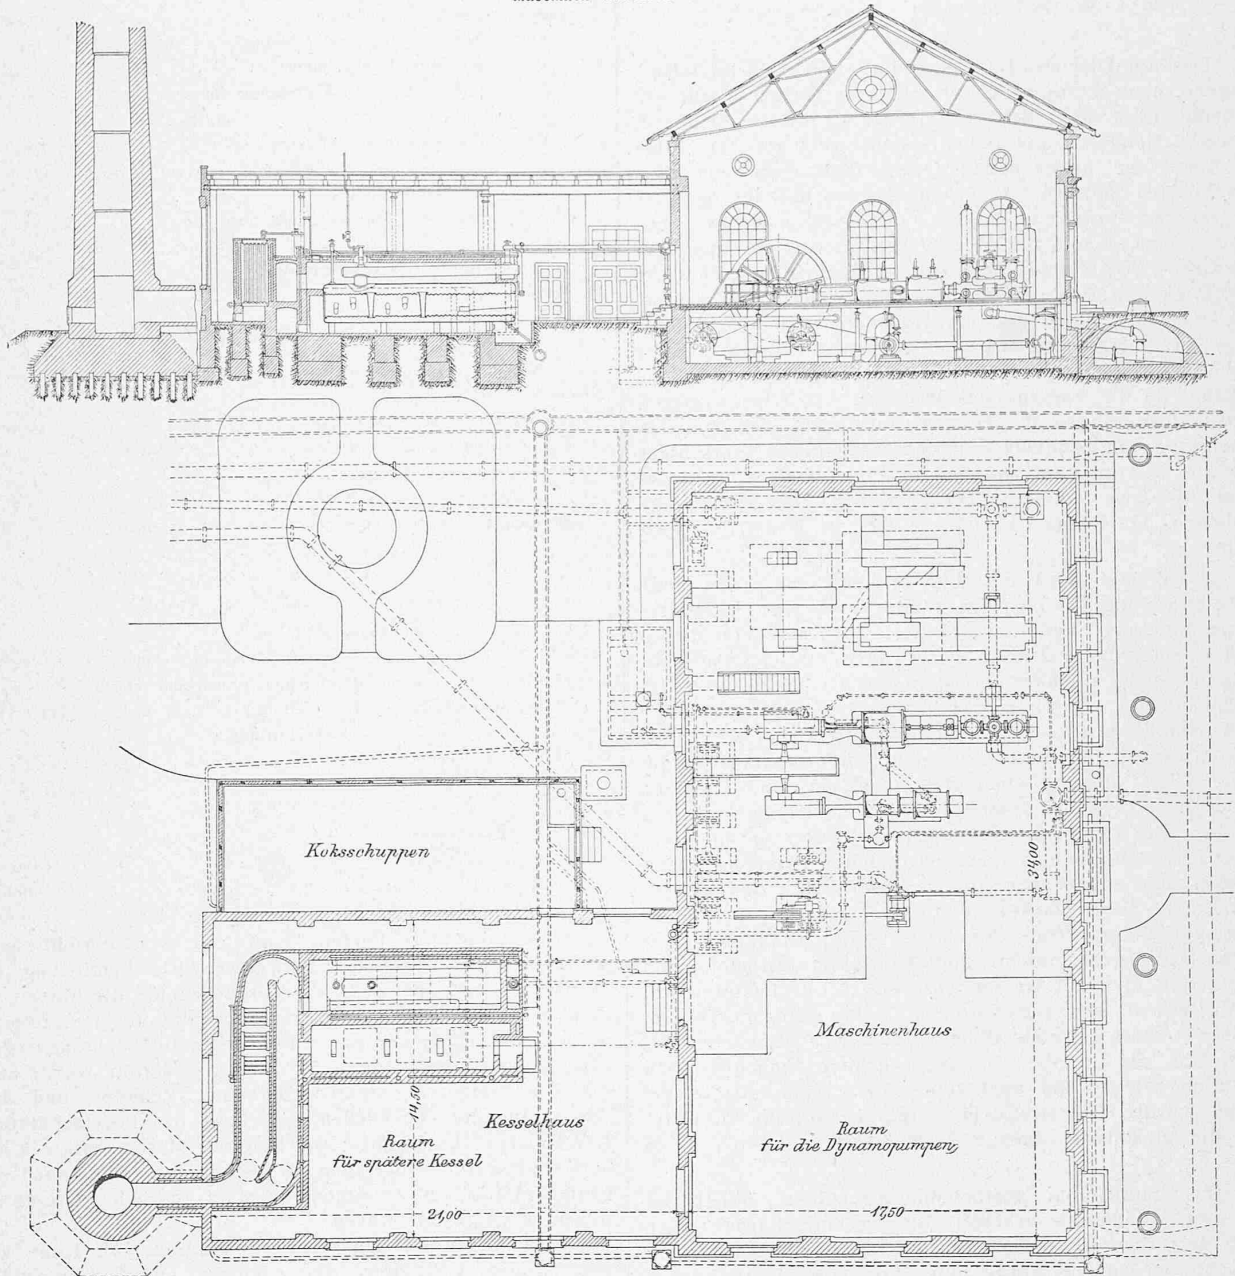 Koksschuppen
34,00
Maschinenhaus
14,50
Kesselhaus
Raum
für spätere Kessel
Raum
für die Dynamopumpen
21,00
17,50